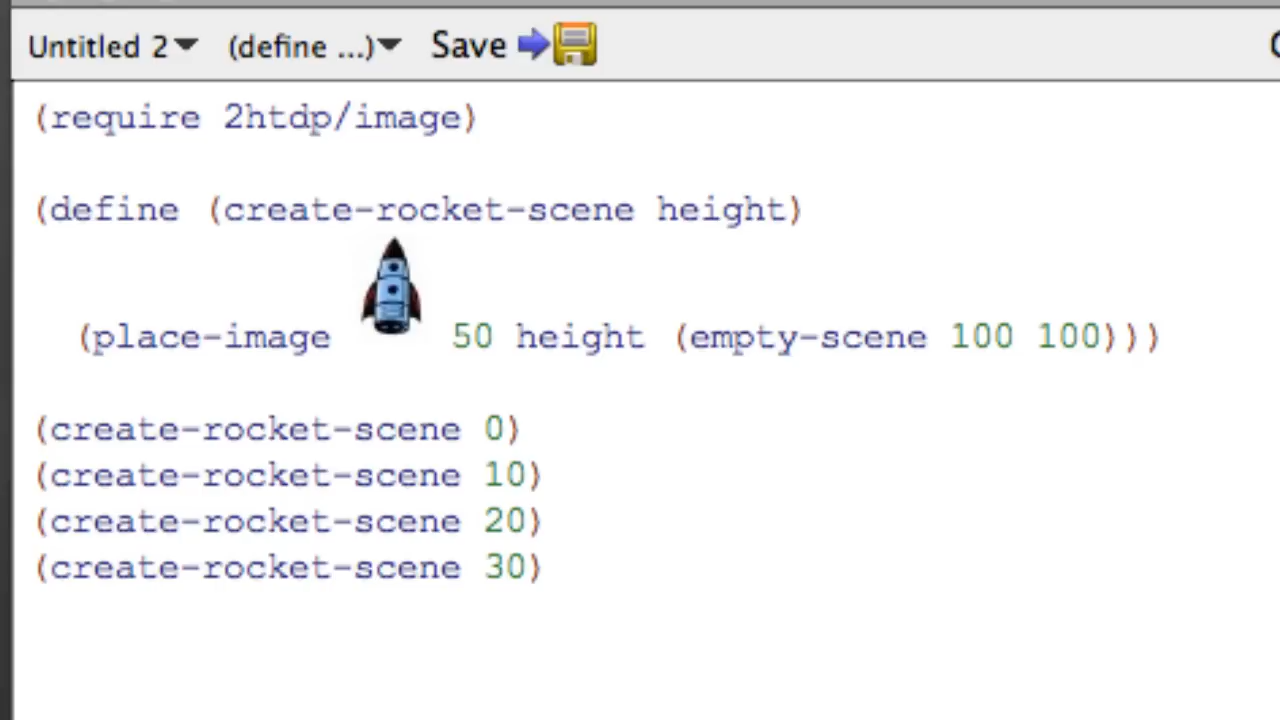 Untitled 2 (define ...) Save
(require 2htdp/image)
(define (create-rocket-scene height)
(place-image 50 height (empty-scene 100 100)))
(create-rocket-scene 0)
(create-rocket-scene 10)
(create-rocket-scene 20)
(create-rocket-scene 30)